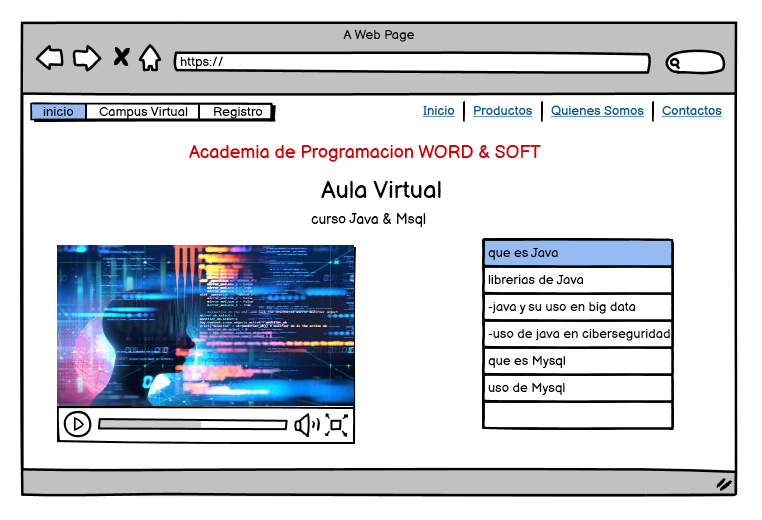 A Web Page
https://
inicio Campus Virtual Registro
Inicio Productos Quienes Somos Contactos
Academia de Programacion WORD & SOFT
Aula Virtual
curso Java & Msql
que es Java
librerias de Java
-java y su uso en big data
-uso de java en ciberseguridad
que es Mysql
uso de Mysql